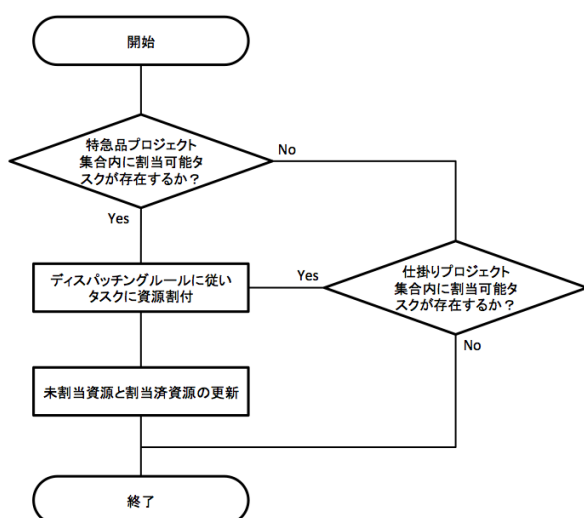 開始
特急品プロジェクト
集合内に割当可能タ
スクが存在するか？
No
Yes
ディスパッチングルールに従い
タスクに資源割付
Yes
仕掛りプロジェクト
集合内に割当可能タ
スクが存在するか？
No
未割当資源と割当済資源の更新
終了